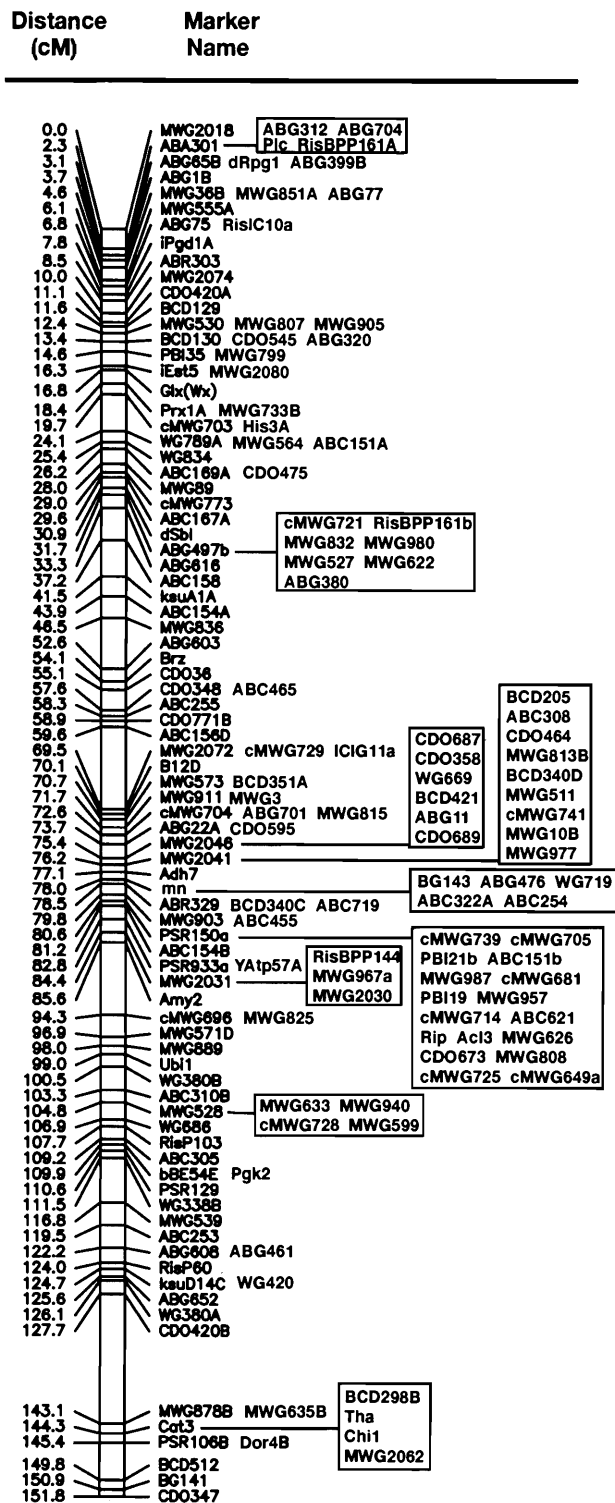 Distance Marker
(cM) Name
0.0 MWG2018 ABG312 ABG704
2.3 ABA301 Plc RisBPP161A
3.1 ABG65B dRpg1 ABG399B
3.7 ABG1B
4.6 MWG36B MWG851A ABG77
6.1 MWG555A
6.8 ABG75 RisIC10a
7.8 iPgd1A
8.5 ABR303
10.0 MWG2074
11.1 CDO420A
11.6 BCD129
12.4 MWG530 MWG807 MWG905
13.4 BCD130 CDO545 ABG320
14.6 PBI35 MWG799
16.3 iEst5 MWG2080
16.8 Glx(Wx)
18.4 Prx1A MWG733B
19.7 cMWG703 His3A
24.1 WG789A MWG564 ABC151A
25.4 WG834
26.2 ABC169A CDO475
28.0 MWG89
29.0 cMWG773
29.6 ABC167A
30.9 dSbl
31.7 ABG497b
33.3 ABG616
37.2 ABC158
cMWG721 RisBPP161b
MWG832 MWG980
MWG527 MWG622
ABG380
41.5 ksuA1A
43.9 ABC154A
46.5 MWG836
52.6 ABG603
54.1 Brz
55.1 CDO36
57.6 CDO348 ABC465
58.3 ABC255
58.9 CDO771B
59.6 ABC156D
69.5 MWG2072 cMWG729 ICIG11a
70.1 B12D
70.7 MWG573 BCD351A
71.7 MWG911 MWG3
72.6 cMWG704 ABG701 MWG815
73.7 ABG22A CDO595
75.4 MWG2046
76.2 MWG2041
CDO687
CDO358
WG669
BCD421
ABG11
CDO689
BCD205
ABC308
CDO464
MWG813B
BCD340D
MWG511
cMWG741
MWG10B
MWG977
77.1 Adh7
78.0 mn
BG143 ABG476 WG719
ABC322A ABC254
78.5 ABR329 BCD340C ABC719
79.8 MWG903 ABC455
80.6 PSR150a
81.2 ABC154B
82.8 PSR933a YAtp57A
84.4 MWG2031
85.6 Amy2
RisBPP144
MWG967a
MWG2030
cMWG739 cMWG705
PBI21b ABC151b
MWG987 cMWG681
PBI19 MWG957
cMWG714 ABC621
Rip Acl3 MWG626
CDO673 MWG808
cMWG725 cMWG649a
94.3 cMWG696 MWG825
96.9 MWG571D
98.0 MWG889
99.0 Ubi1
100.5 WG380B
103.3 ABC310B
104.8 MWG528
MWG633 MWG940
cMWG728 MWG599
106.9 WG686
107.7 RisP103
109.2 ABC305
109.9 bBE54E Pgk2
110.6 PSR129
111.5 WG338B
116.8 MWG539
119.5 ABC253
122.2 ABG608 ABG461
124.0 RisP60
124.7 ksuD14C WG420
125.6 ABG652
126.1 WG380A
127.7 CDO420B
143.1 MWG878B MWG635B
144.3 Cat3
145.4 PSR106B Dor4B
BCD298B
Tha
Chi1
MWG2062
149.8 BCD512
150.9 BG141
151.8 CDO347